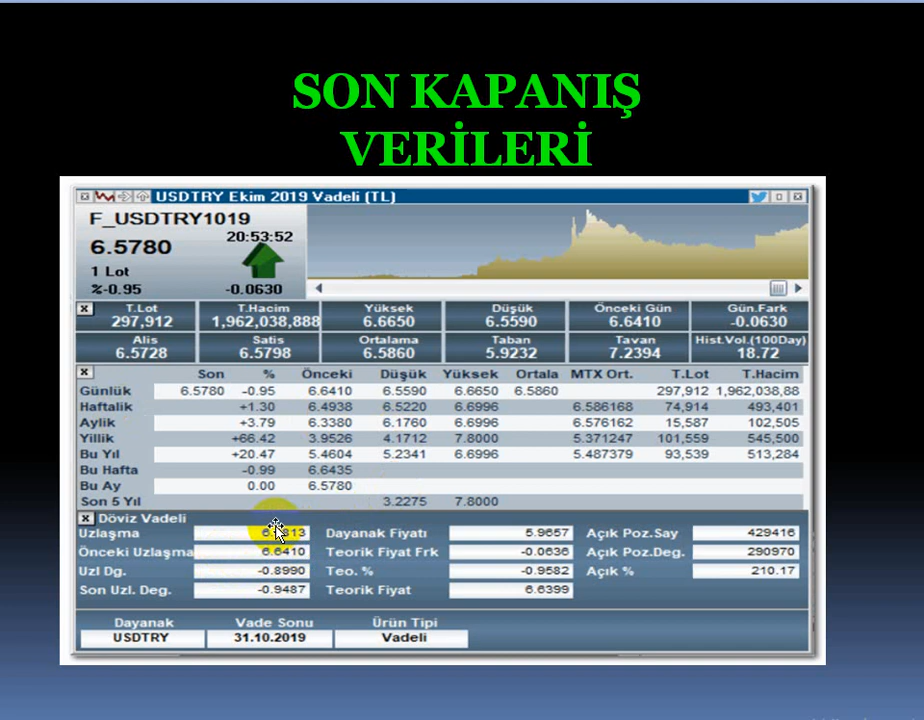 SON KAPANIŞ
VERİLERİ
USDTRY Ekim 2019 Vadeli (TL)
F_USDTRY1019
6.5780
20:53:52
1 Lot
%-0.95 -0.0630
T.Lot T.Hacim Yüksek Düşük Önceki Gün Gün.Fark
297,912 1,962,038,888 6.6650 6.5590 6.6410 -0.0630
Alis Satis Ortalama Taban Tavan Hist.Vol.(100Day)
6.5728 6.5798 6.5860 5.9232 7.2394 18.72
Son % Önceki Düşük Yüksek Ortala MTX Ort. T.Lot T.Hacim
Günlük 6.5780 -0.95 6.6410 6.5590 6.6650 6.5860 297,912 1,962,038,88
Haftalik +1.30 6.4938 6.5220 6.6996 6.586168 74,914 493,401
Aylik +3.79 6.3380 6.1760 6.6996 6.576162 15,587 102,505
Yillik +66.42 3.9526 4.1712 7.8000 5.371247 101,559 545,500
Bu Yıl +20.47 5.4604 5.2341 6.6996 5.487379 93,539 513,284
Bu Hafta -0.99 6.6435
Bu Ay 0.00 6.5780
Son 5 Yıl 3.2275 7.8000
Döviz Vadeli
Uzlaşma Dayanak Fiyatı 5.9657 Açık Poz.Say 429416
Önceki Uzlaşma 6.6410 Teorik Fiyat Frk -0.0636 Açık Poz.Deg. 290970
Uzl Dg. -0.8990 Teo. % -0.9582 Açık % 210.17
Son Uzl. Deg. -0.9487 Teorik Fiyat 6.6399
Dayanak Vade Sonu Ürün Tipi
USDTRY 31.10.2019 Vadeli